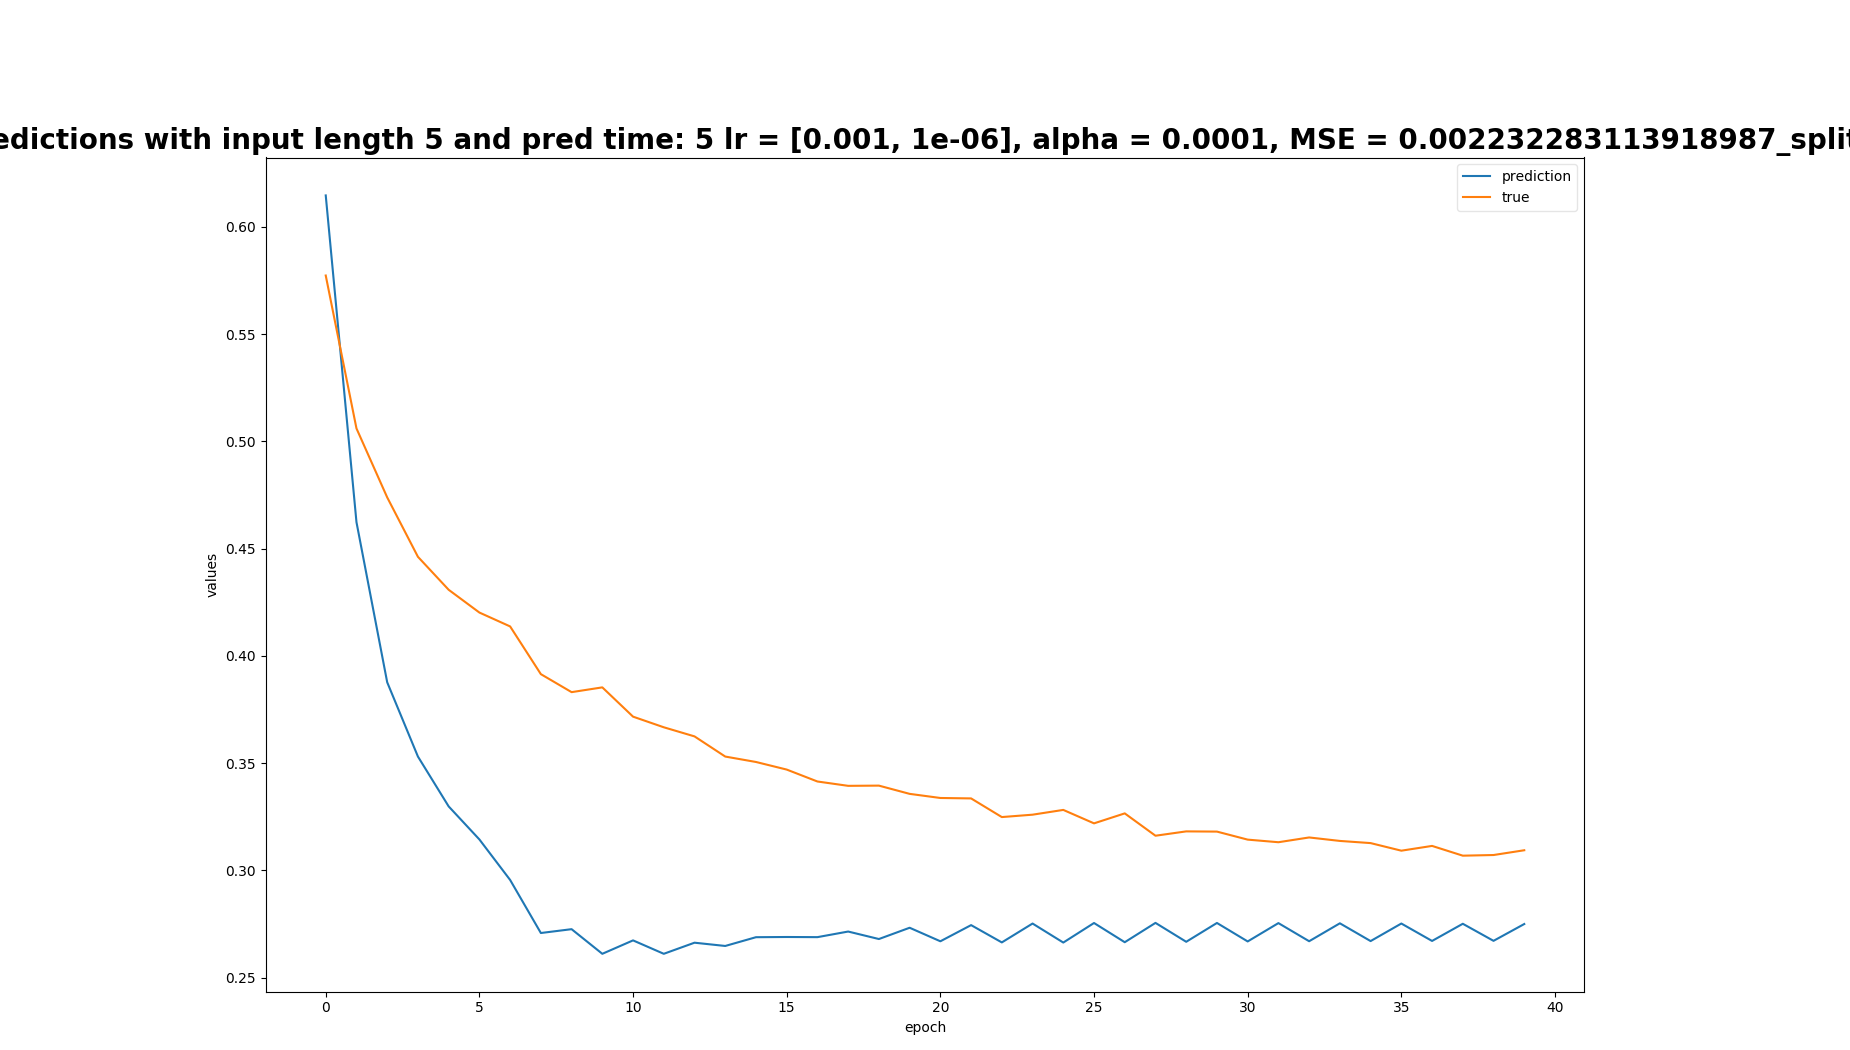 edictions with input length 5 and pred time: 5 lr = [0.001, 1e-06], alpha = 0.0001, MSE = 0.002232283113918987_split
prediction
true
0.60
0.55
0.50
0.45
0.40
0.35
0.30
0.25
values
0 5 10 15 20 25 30 35 40
epoch